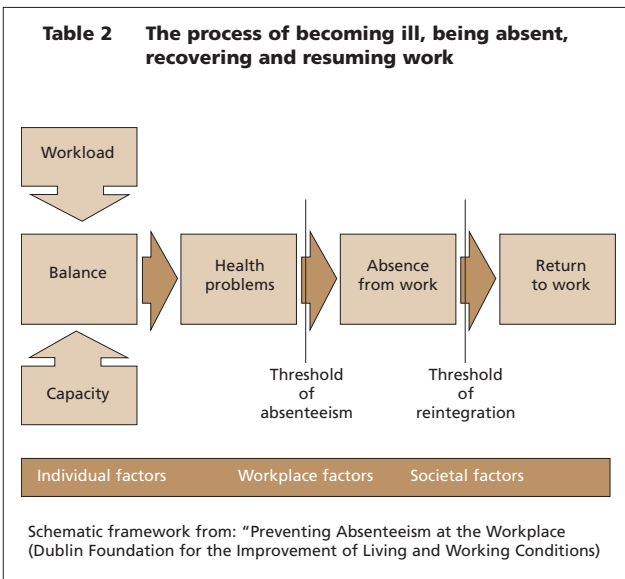 Table 2 The process of becoming ill, being absent,
recovering and resuming work
Workload
Balance
Capacity
Health
problems
Absence
from work
Return
to work
Threshold
of
absenteeism
Threshold
of
reintegration
Individual factors Workplace factors Societal factors
Schematic framework from: “Preventing Absenteeism at the Workplace
(Dublin Foundation for the Improvement of Living and Working Conditions)